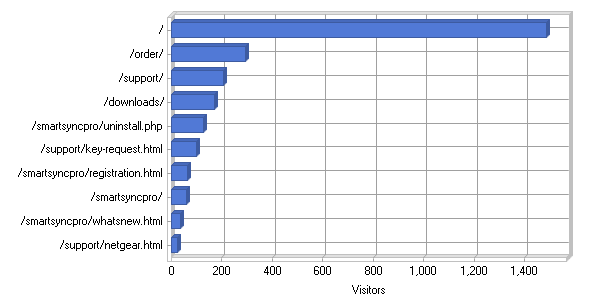 /
/order/
/support/
/downloads/
/smartsyncpro/uninstall.php
/support/key-request.html
/smartsyncpro/registration.html
/smartsyncpro/
/smartsyncpro/whatsnew.html
/support/netgear.html
0 200 400 600 800 1,000 1,200 1,400
Visitors